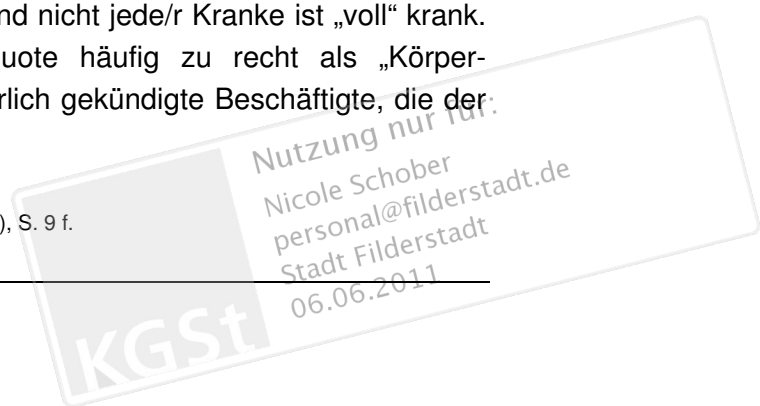 nd nicht jede/r Kranke ist „voll“ krank.
uote häufig zu recht als „Körper-
rlich gekündigte Beschäftigte, die der
), S. 9 f.
Nutzung nur für:
Nicole Schober
personal@filderstadt.de
Stadt Filderstadt
06.06.2011
KGSt